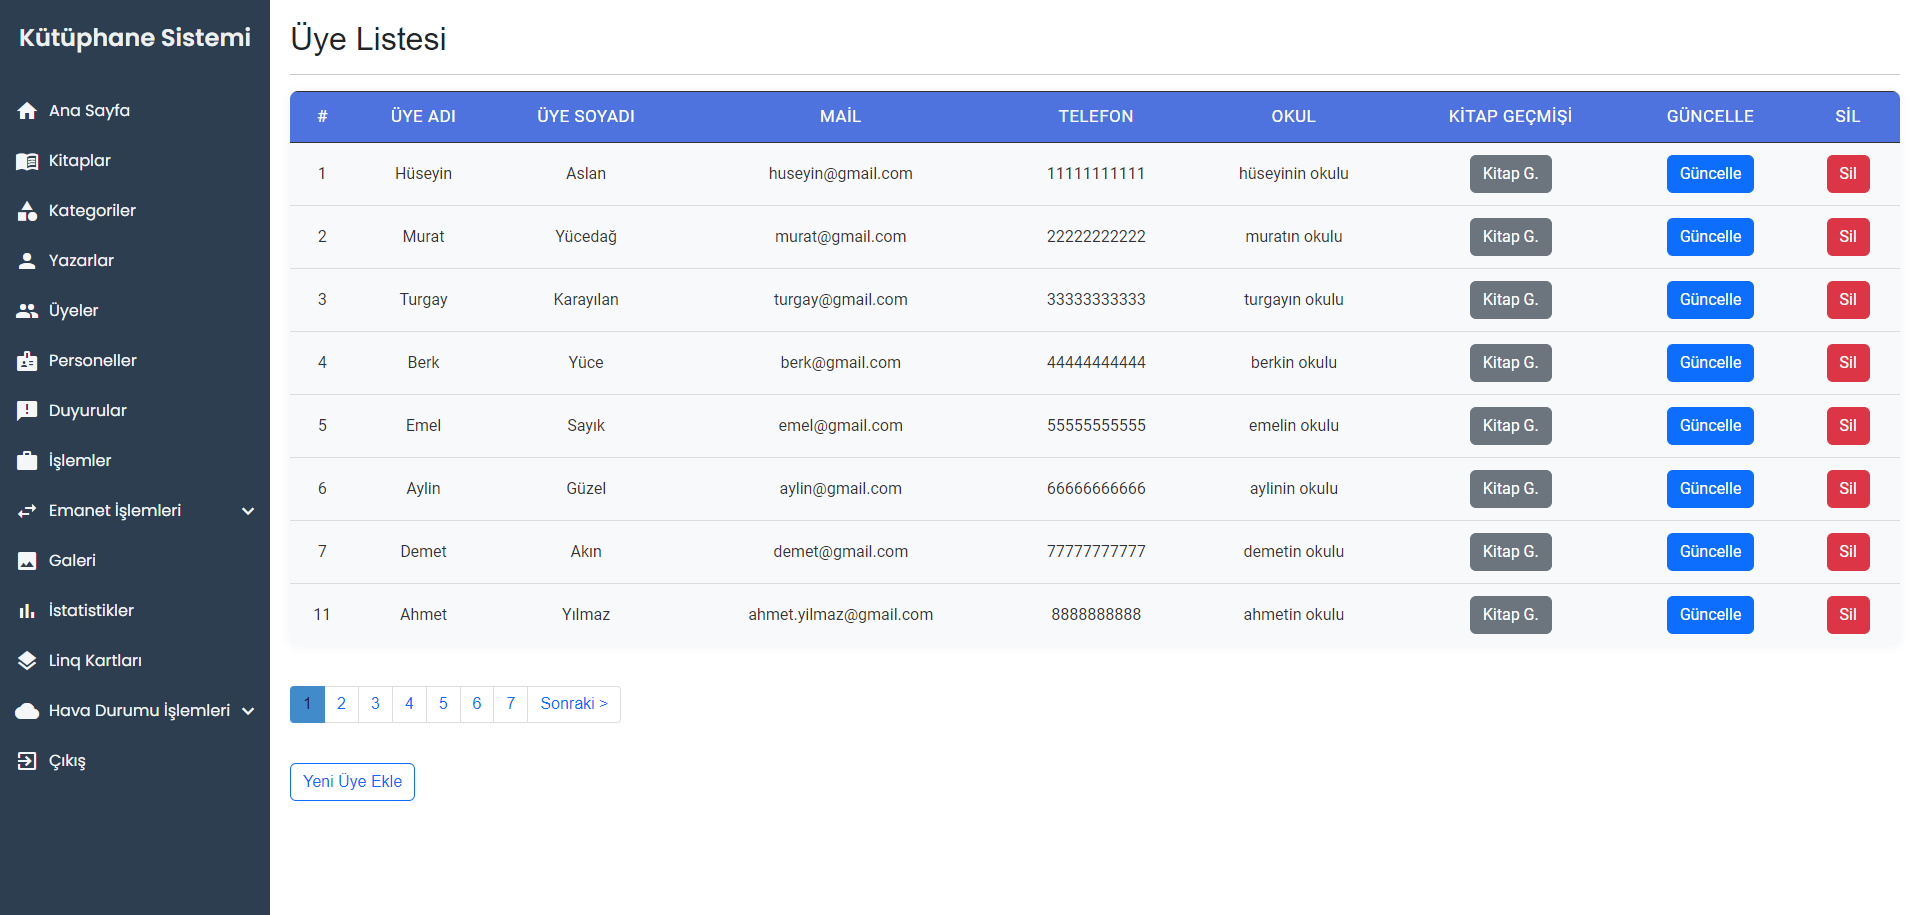 Kütüphane Sistemi
Ana Sayfa
Kitaplar
Kategoriler
Yazarlar
Üyeler
Personeller
Duyurular
İşlemler
Emanet İşlemleri
Galeri
İstatistikler
Linq Kartları
Hava Durumu İşlemleri
Çıkış
Üye Listesi
# ÜYE ADI ÜYE SOYADI MAİL TELEFON OKUL KİTAP GEÇMİŞİ GÜNCELLE SİL
1 Hüseyin Aslan huseyin@gmail.com 11111111111 hüseyinin okulu Kitap G. Güncelle Sil
2 Murat Yücedağ murat@gmail.com 22222222222 muratın okulu Kitap G. Güncelle Sil
3 Turgay Karayılan turgay@gmail.com 33333333333 turgayın okulu Kitap G. Güncelle Sil
4 Berk Yüce berk@gmail.com 44444444444 berkin okulu Kitap G. Güncelle Sil
5 Emel Sayık emel@gmail.com 55555555555 emelin okulu Kitap G. Güncelle Sil
6 Aylin Güzel aylin@gmail.com 66666666666 aylinin okulu Kitap G. Güncelle Sil
7 Demet Akın demet@gmail.com 77777777777 demetin okulu Kitap G. Güncelle Sil
11 Ahmet Yılmaz ahmet.yilmaz@gmail.com 8888888888 ahmetin okulu Kitap G. Güncelle Sil
1 2 3 4 5 6 7 Sonraki >
Yeni Üye Ekle